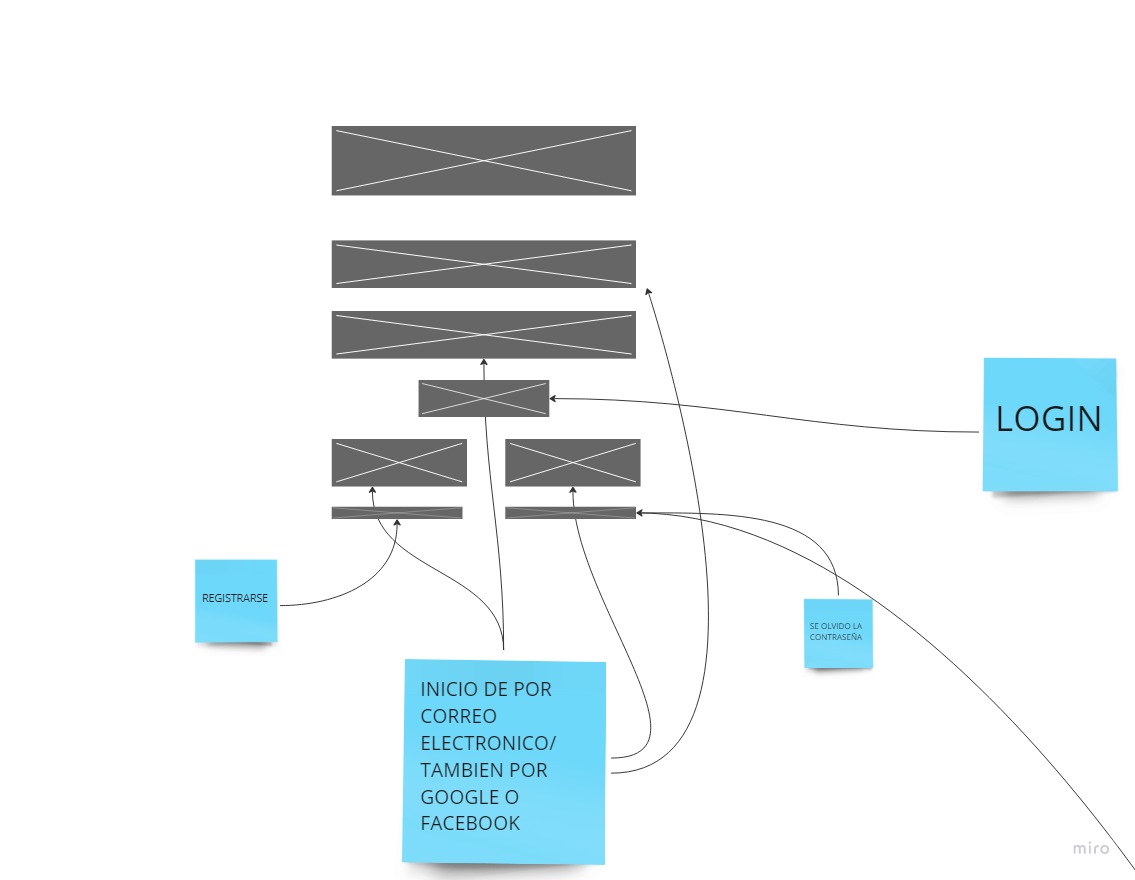 LOGIN
REGISTRARSE
SE OLVIDO LA
CONTRASEÑA
INICIO DE POR
CORREO
ELECTRONICO/
TAMBIEN POR
GOOGLE O
FACEBOOK
miro